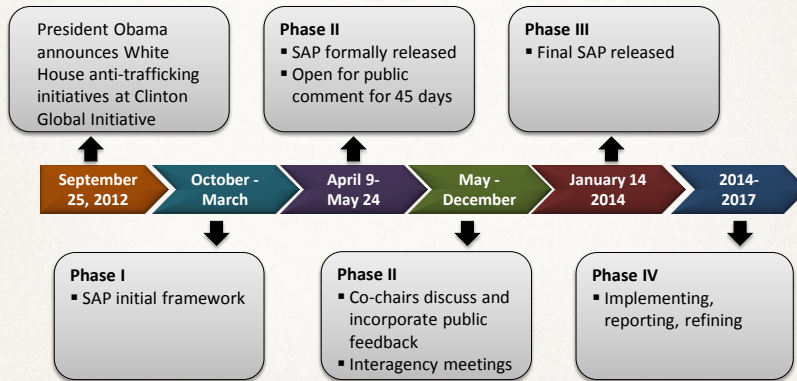 President Obama
announces White
House anti-trafficking
initiatives at Clinton
Global Initiative
Phase II
▪ SAP formally released
▪ Open for public
comment for 45 days
Phase III
▪ Final SAP released
September
25, 2012
October -
March
April 9-
May 24
May -
December
January 14
2014
2014-
2017
Phase I
▪ SAP initial framework
Phase II
▪ Co-chairs discuss and
incorporate public
feedback
▪ Interagency meetings
Phase IV
▪ Implementing,
reporting, refining